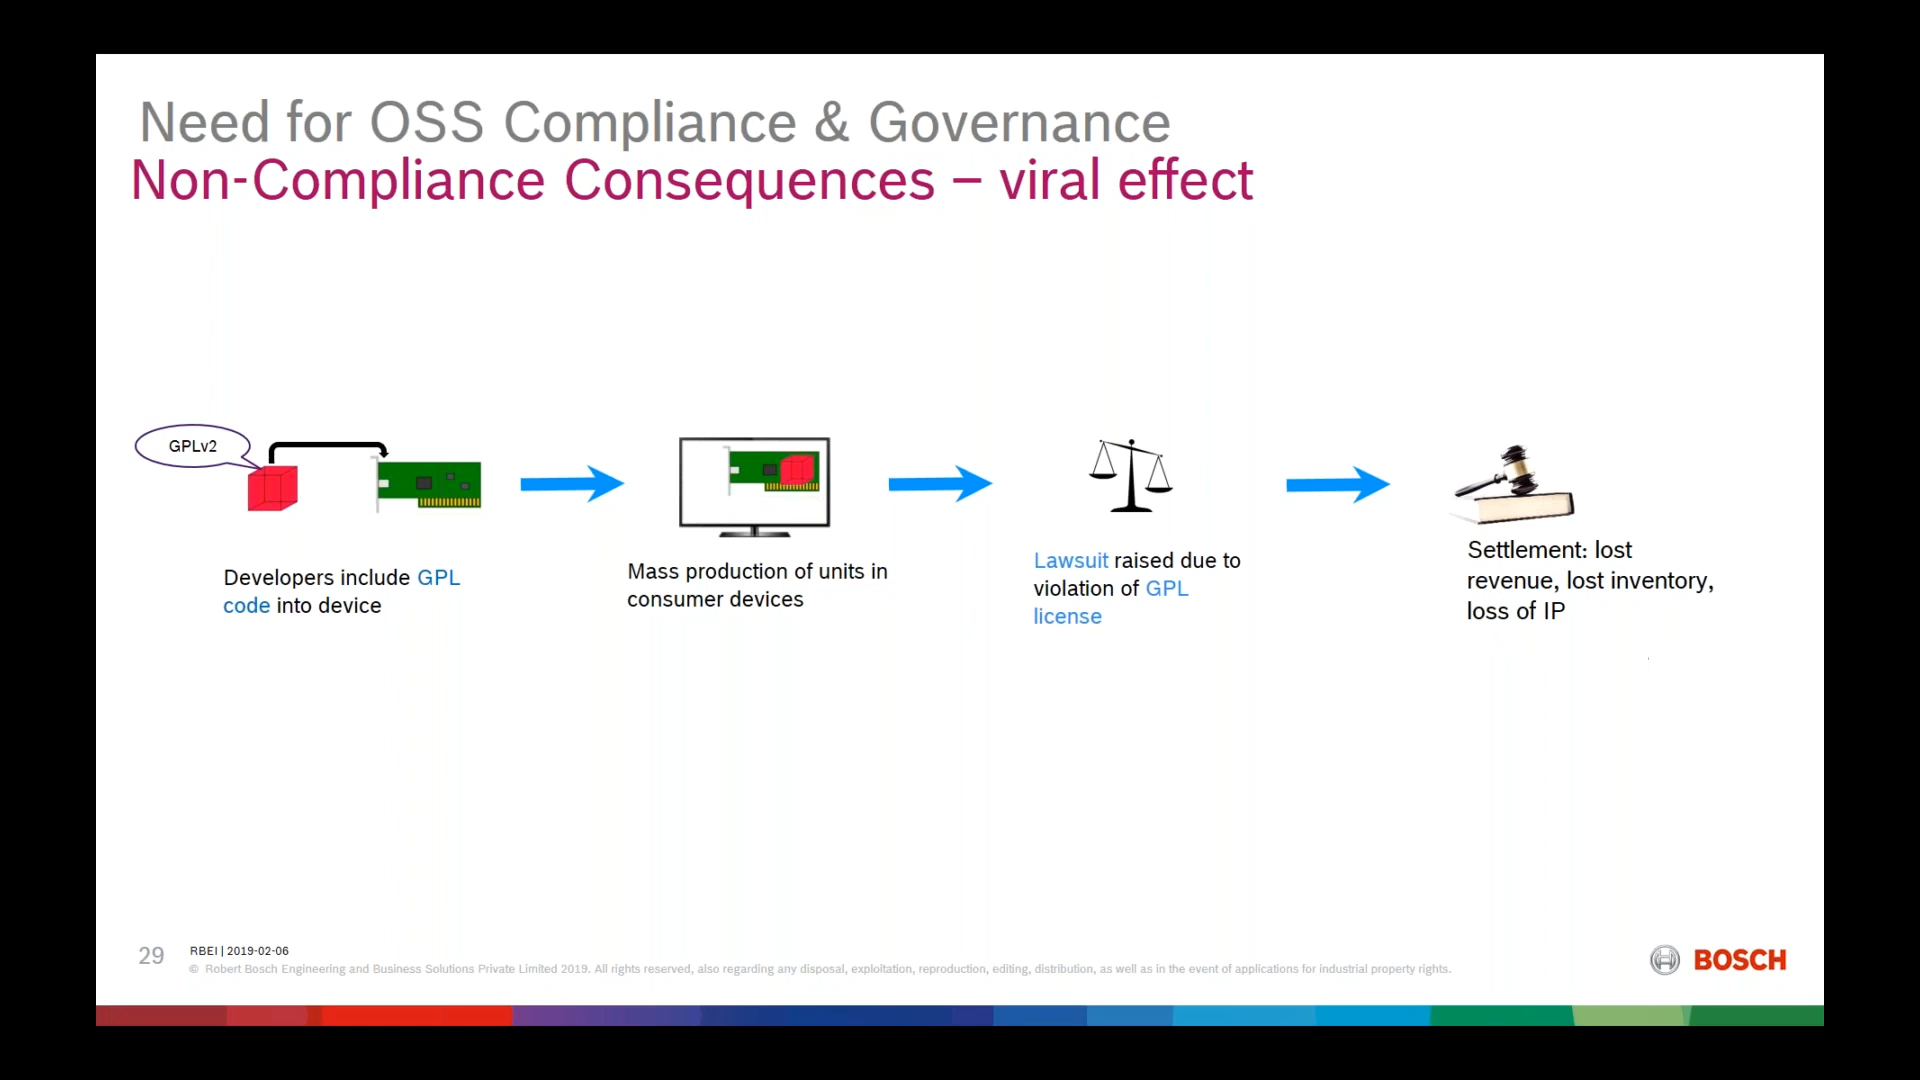 Need for OSS Compliance & Governance
Non-Compliance Consequences – viral effect
GPLv2
Developers include GPL
code into device
Mass production of units in
consumer devices
Lawsuit raised due to
violation of GPL
license
Settlement: lost
revenue, lost inventory,
loss of IP
29
RBEI | 2019-02-06
© Robert Bosch Engineering and Business Solutions Private Limited 2019. All rights reserved, also regarding any disposal, exploitation, reproduction, editing, distribution, as well as in the event of applications for industrial property rights.
BOSCH